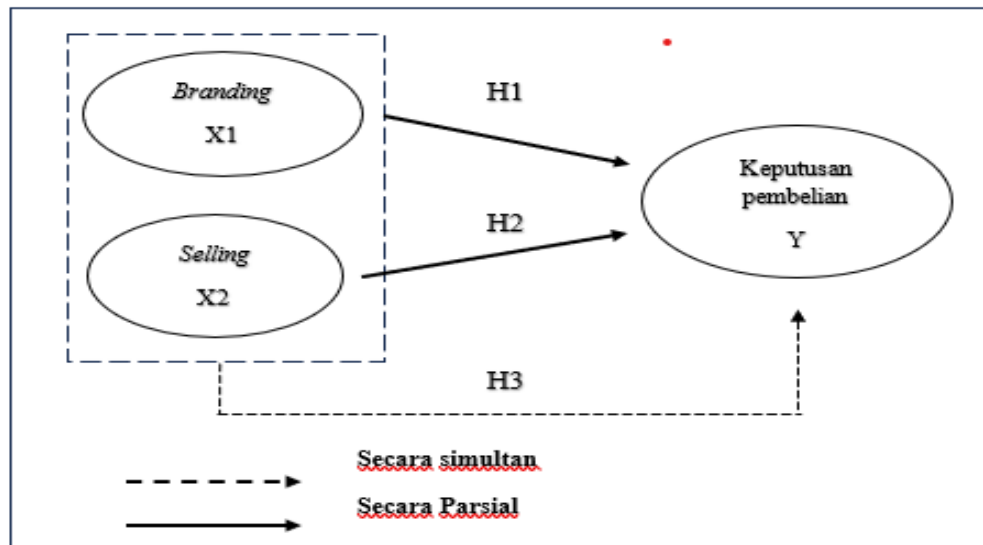 Branding
X1
H1
Keputusan
pembelian
Y
Selling
X2
H2
H3
Secara simultan
Secara Parsial